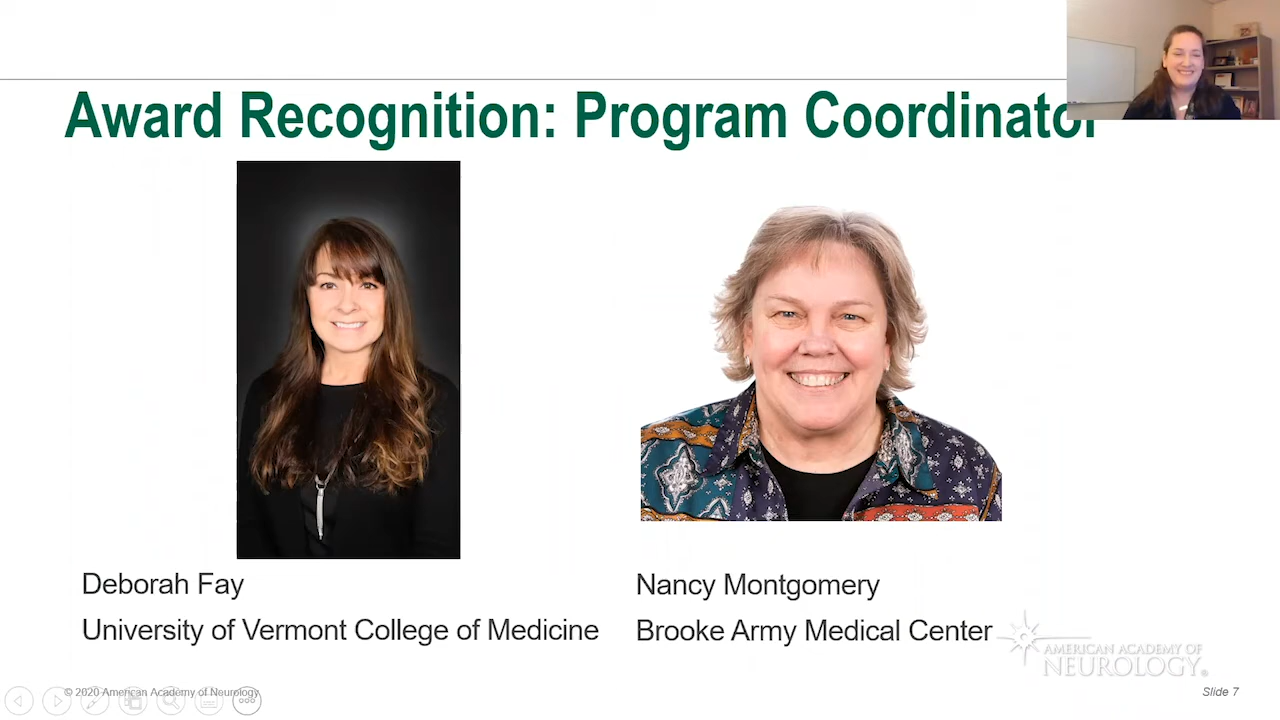 Award Recognition: Program Coordinator
Deborah Fay
University of Vermont College of Medicine
Nancy Montgomery
Brooke Army Medical Center
AMERICAN ACADEMY OF
NEUROLOGY®
© 2020 American Academy of Neurology
Slide 7